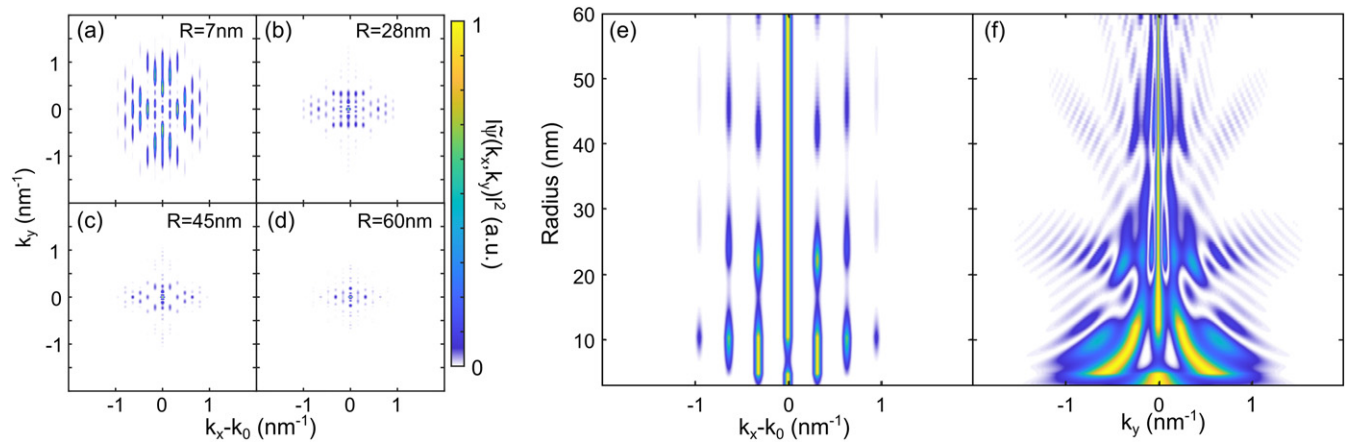 (a) R=7nm
(b) R=28nm
1
0
-1
(c) R=45nm
(d) R=60nm
1
0
-1
k_y (nm⁻¹)
-1 0 1
-1 0 1
k_x-k_0 (nm⁻¹)
1
0
|ψ̃(k_x,k_y)|² (a.u.)
(e)
60
50
40
30
20
10
Radius (nm)
-1 0 1
k_x-k_0 (nm⁻¹)
(f)
-1 0 1
k_y (nm⁻¹)